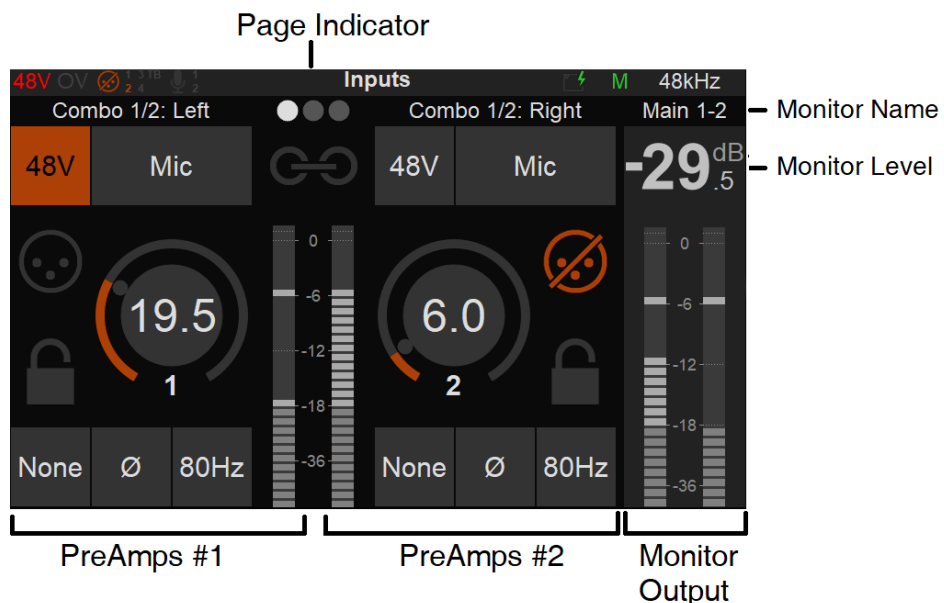 Page Indicator
48V OV 1 3 TB 2 4 1 2 Inputs M 48kHz
Combo 1/2: Left Combo 1/2: Right Main 1-2 Monitor Name
48V Mic 48V Mic -29 dB .5 Monitor Level
0 0
19.5 -6 6.0 -6
-12 -12
1 2
-18 -18
None Ø 80Hz -36 None Ø 80Hz -36
PreAmps #1 PreAmps #2 Monitor
Output